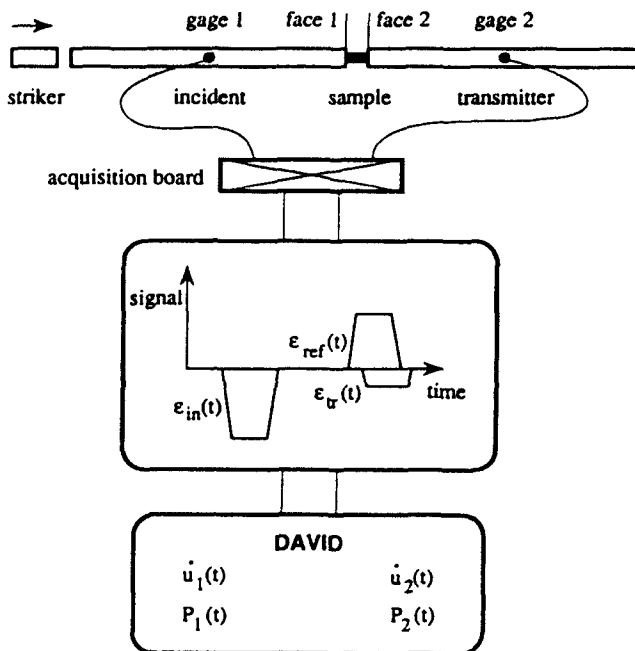 gage 1 face 1 face 2 gage 2
striker incident sample transmitter
acquisition board
signal
ε_ref(t)
ε_in(t) ε_tr(t) time
DAVID
u̇_1(t) u̇_2(t)
P_1(t) P_2(t)